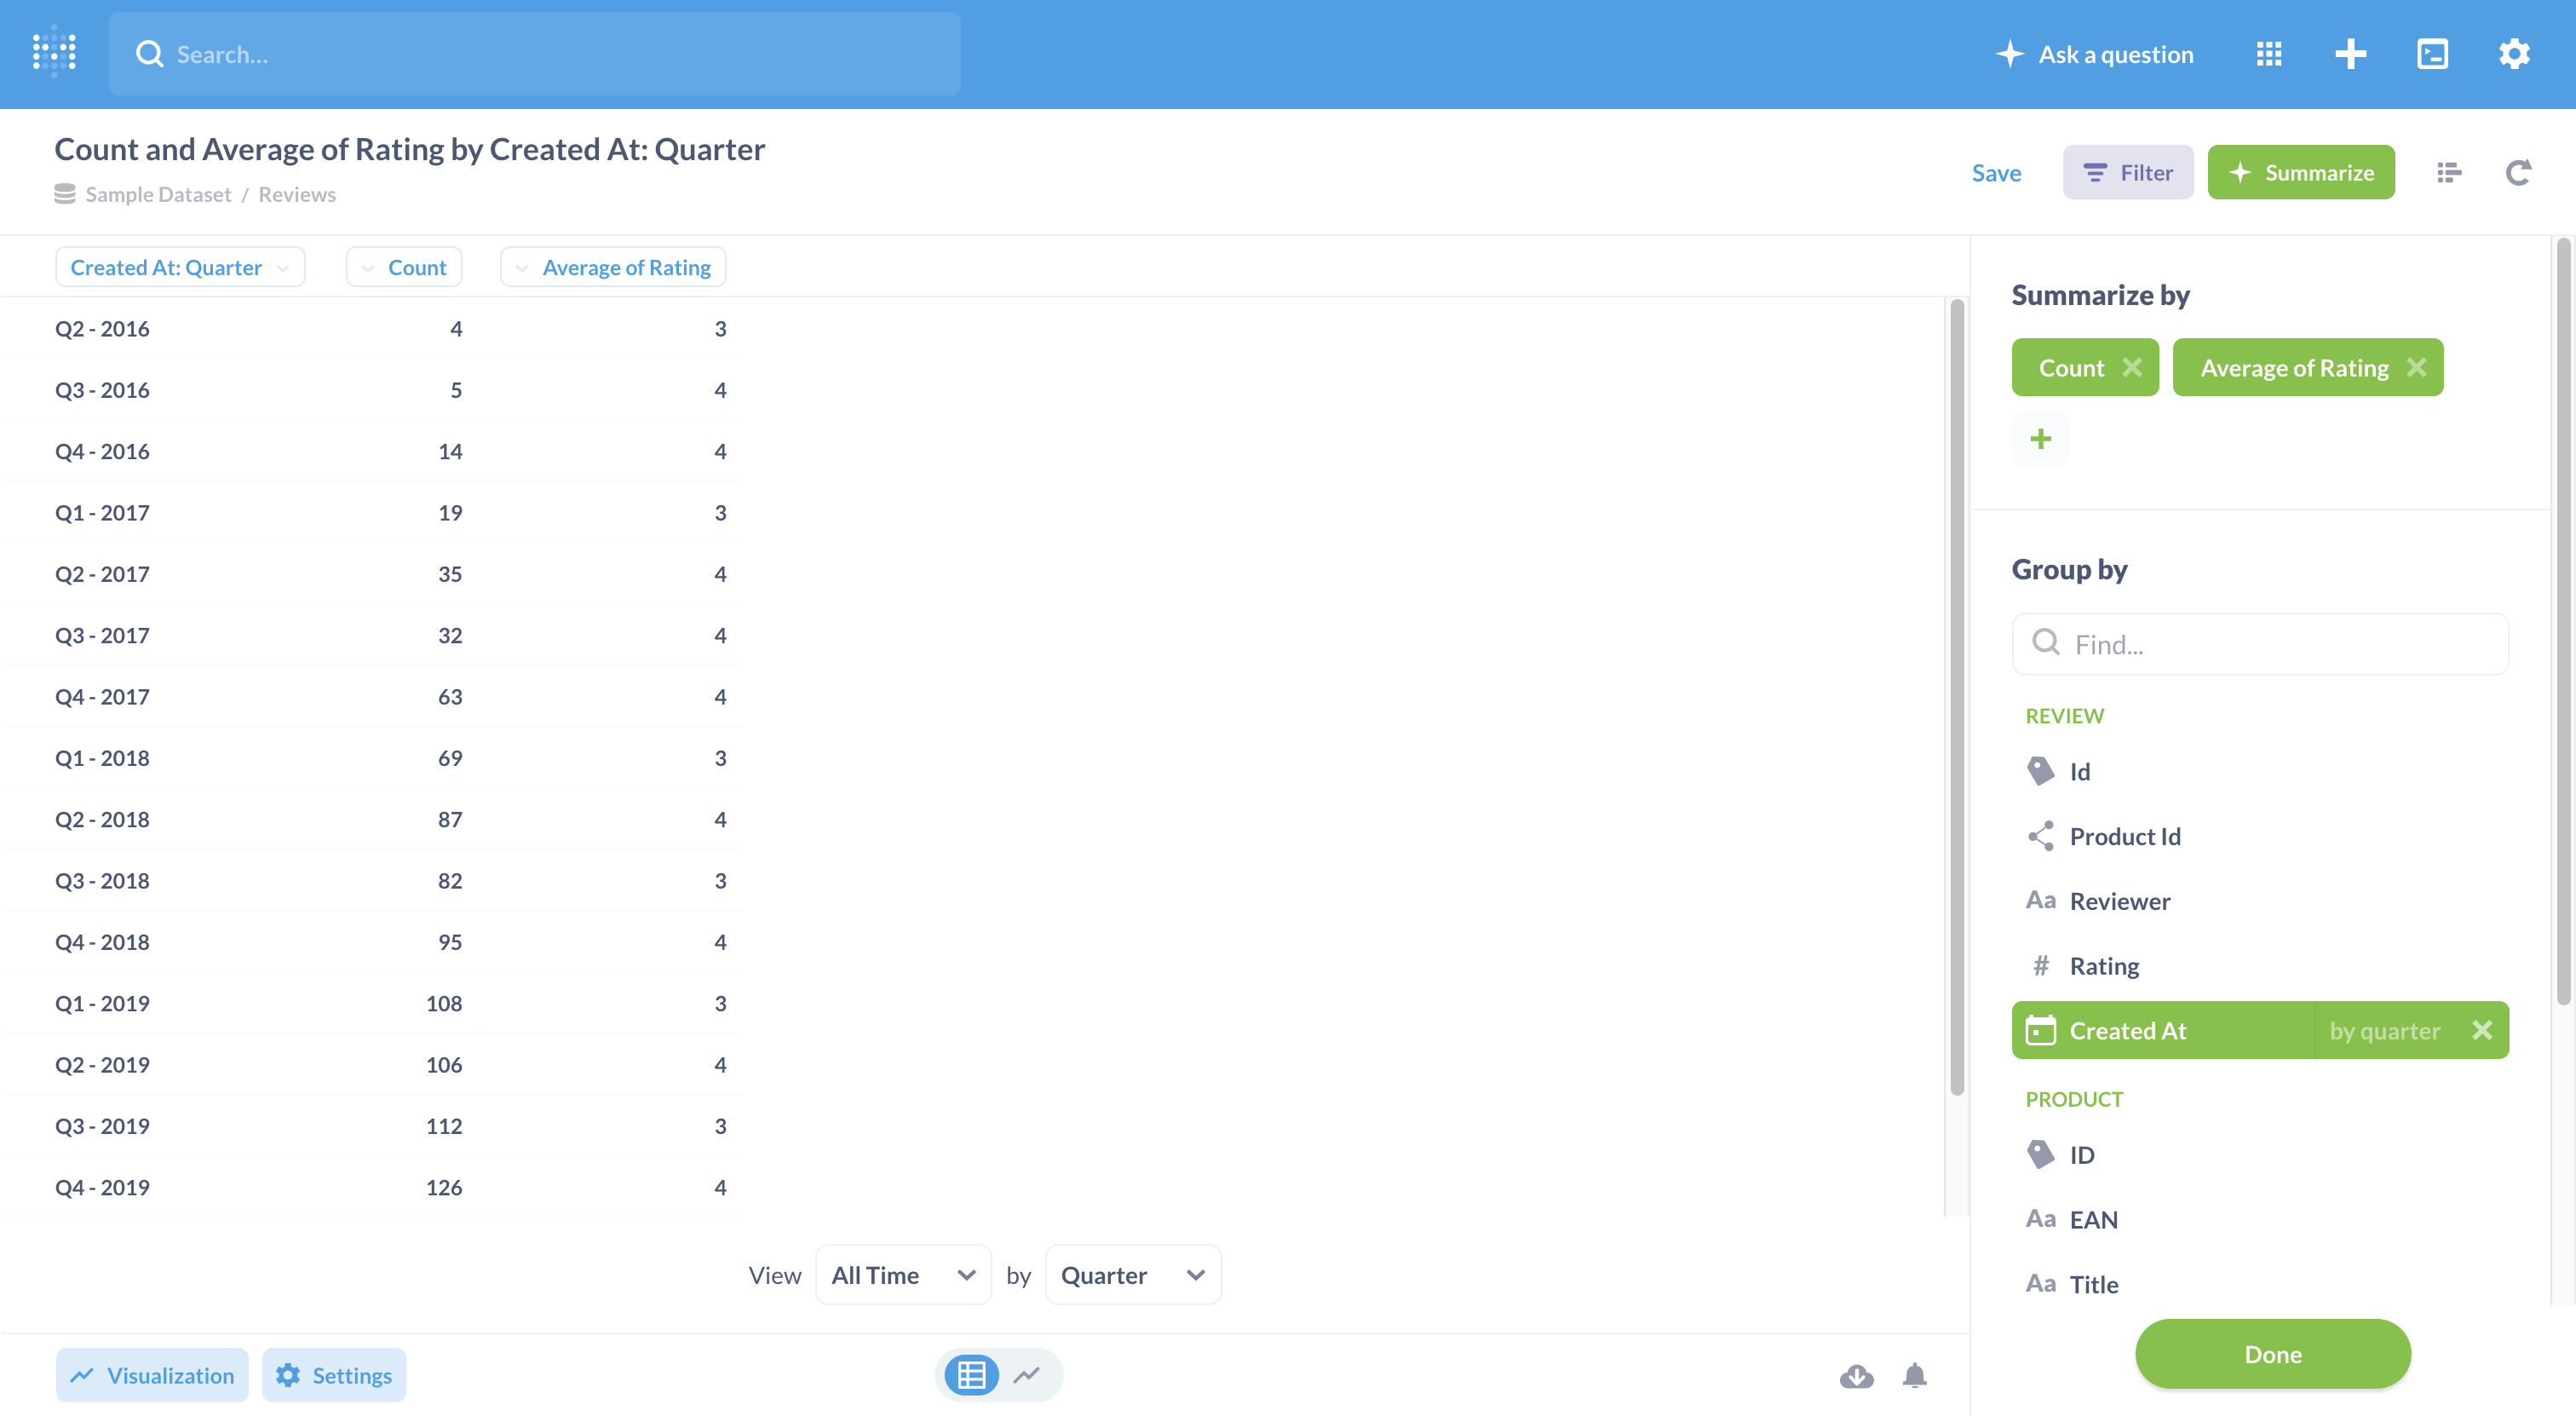 Search...
Ask a question
Count and Average of Rating by Created At: Quarter
Sample Dataset / Reviews
Save
Filter
Summarize
Created At: Quarter Count Average of Rating
Q2 - 2016 4 3
Q3 - 2016 5 4
Q4 - 2016 14 4
Q1 - 2017 19 3
Q2 - 2017 35 4
Q3 - 2017 32 4
Q4 - 2017 63 4
Q1 - 2018 69 3
Q2 - 2018 87 4
Q3 - 2018 82 3
Q4 - 2018 95 4
Q1 - 2019 108 3
Q2 - 2019 106 4
Q3 - 2019 112 3
Q4 - 2019 126 4
View All Time by Quarter
Visualization Settings
Summarize by
Count Average of Rating
Group by
Find...
REVIEW
Id
Product Id
Aa Reviewer
# Rating
Created At by quarter
PRODUCT
ID
Aa EAN
Aa Title
Done